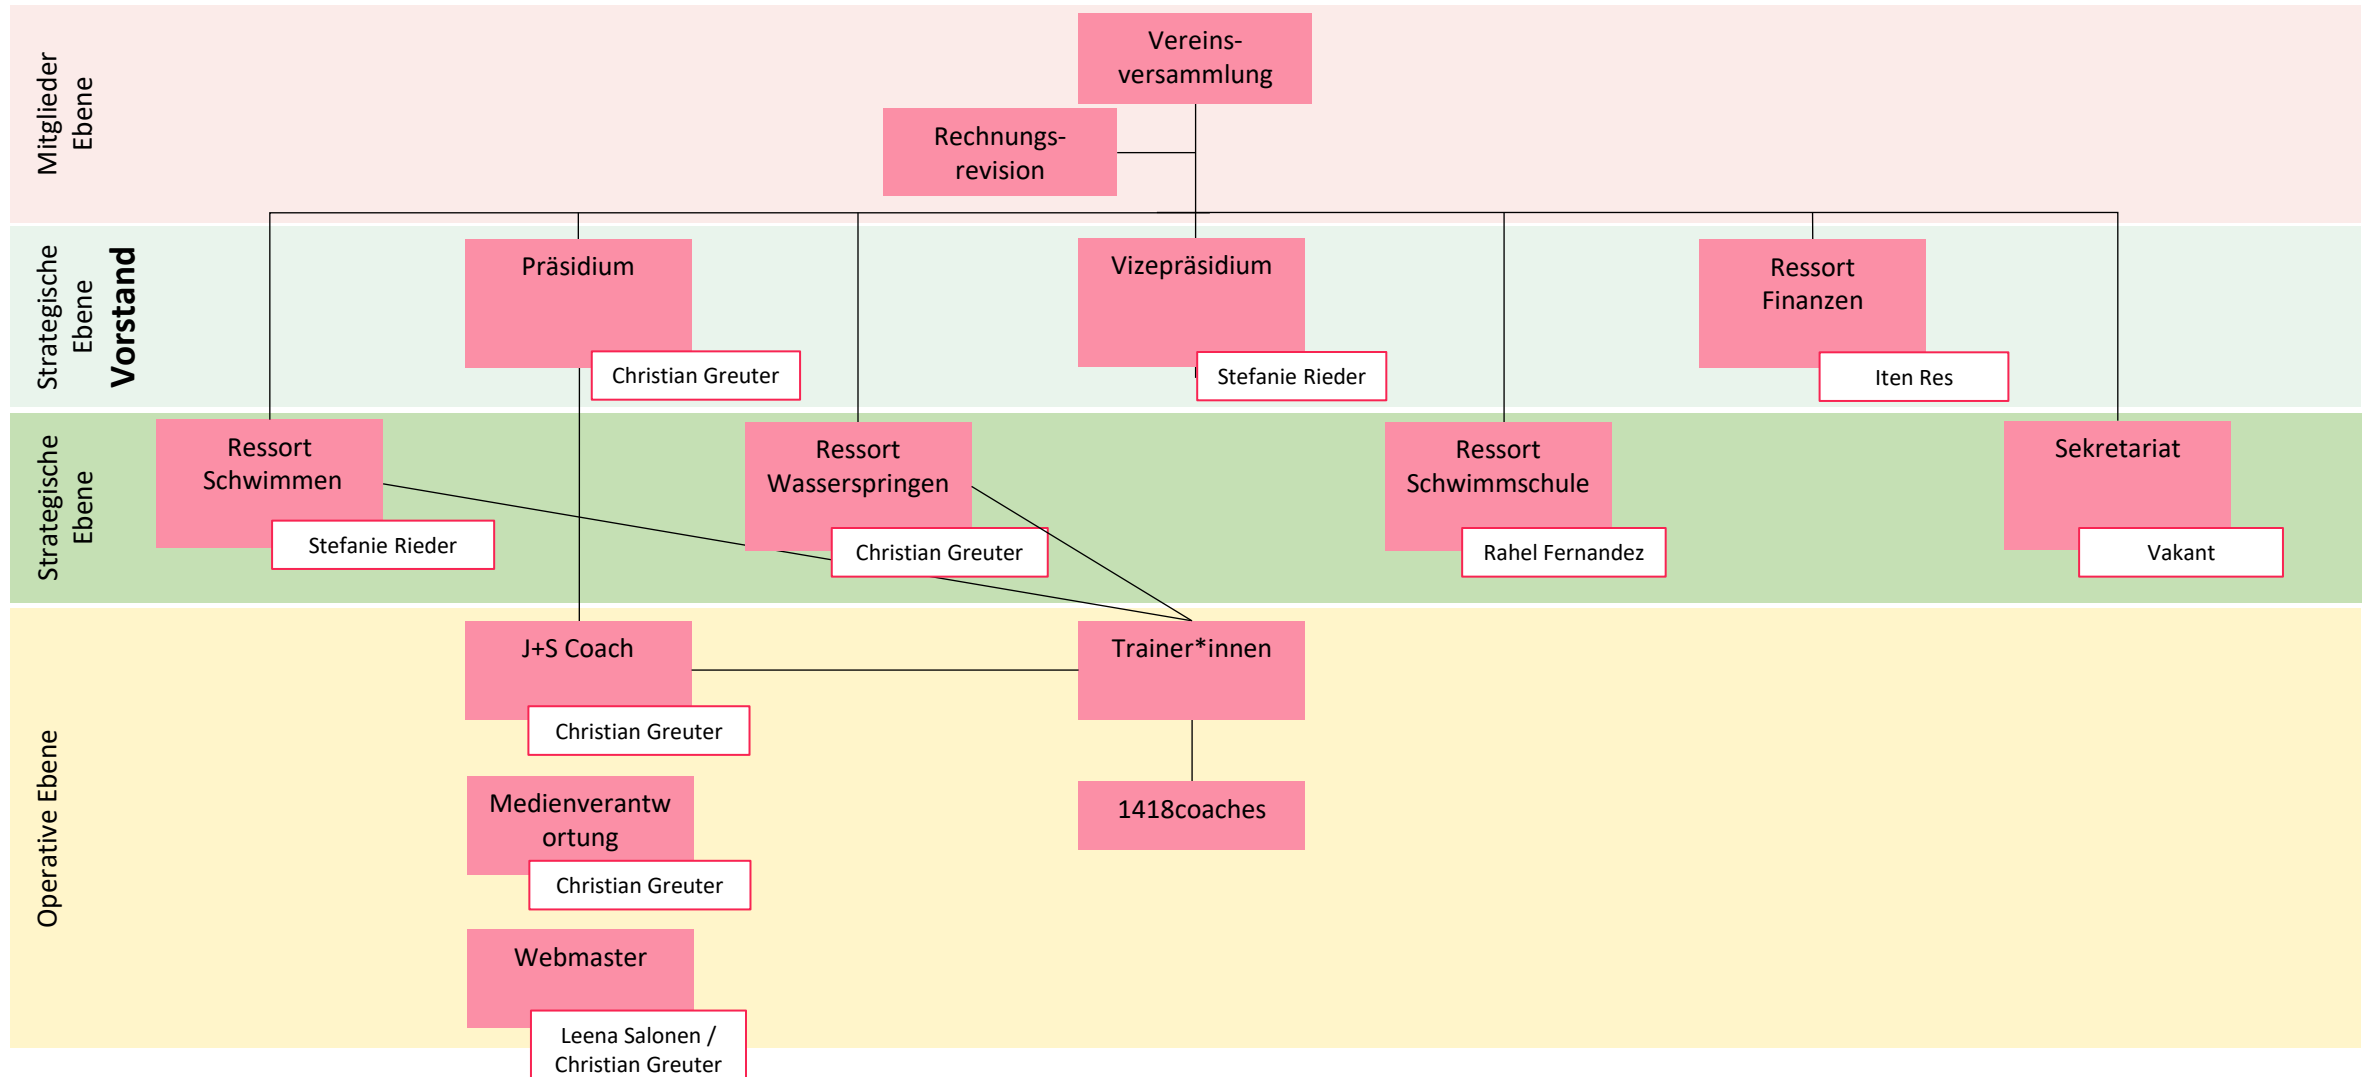 Mitglieder
Ebene
Vereins-
versammlung
Rechnungs-
revision
Strategische
Ebene
Vorstand
Präsidium
Christian Greuter
Vizepräsidium
Stefanie Rieder
Ressort
Finanzen
Iten Res
Strategische
Ebene
Ressort
Schwimmen
Stefanie Rieder
Ressort
Wasserspringen
Christian Greuter
Ressort
Schwimmschule
Rahel Fernandez
Sekretariat
Vakant
Operative Ebene
J+S Coach
Christian Greuter
Trainer*innen
Medienverantw
ortung
Christian Greuter
1418coaches
Webmaster
Leena Salonen /
Christian Greuter